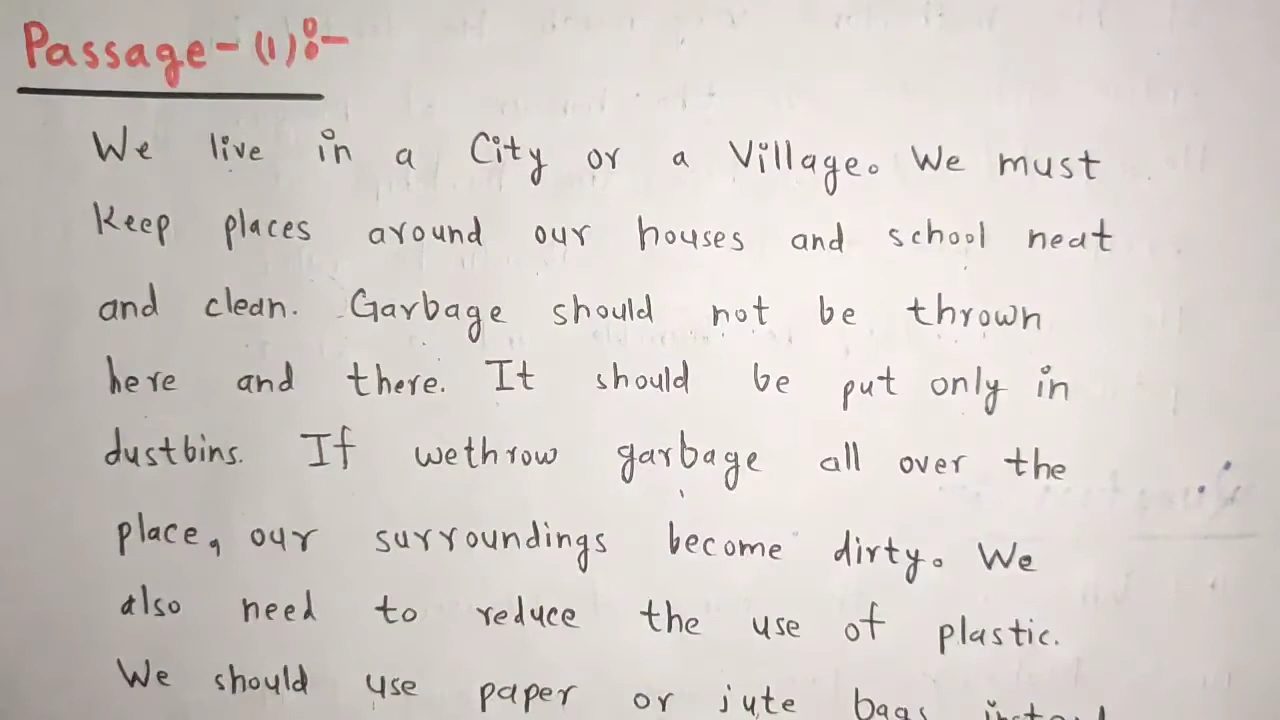 Passage-(1):-
We live in a City or a Village. We must
Keep places around our houses and school neat
and clean. Garbage should not be thrown
here and there. It should be put only in
dustbins. If wethrow garbage all over the
place, our surroundings become dirty. We
also need to reduce the use of plastic.
We should use paper or jute bags